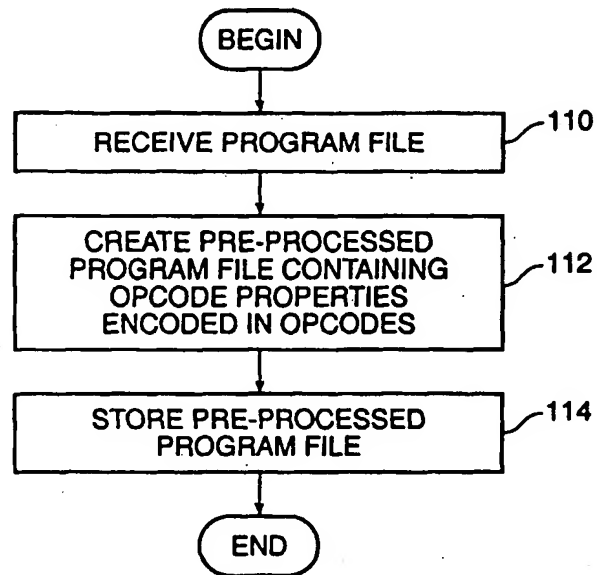 BEGIN
RECEIVE PROGRAM FILE
110
CREATE PRE-PROCESSED
PROGRAM FILE CONTAINING
OPCODE PROPERTIES
ENCODED IN OPCODES
112
STORE PRE-PROCESSED
PROGRAM FILE
114
END